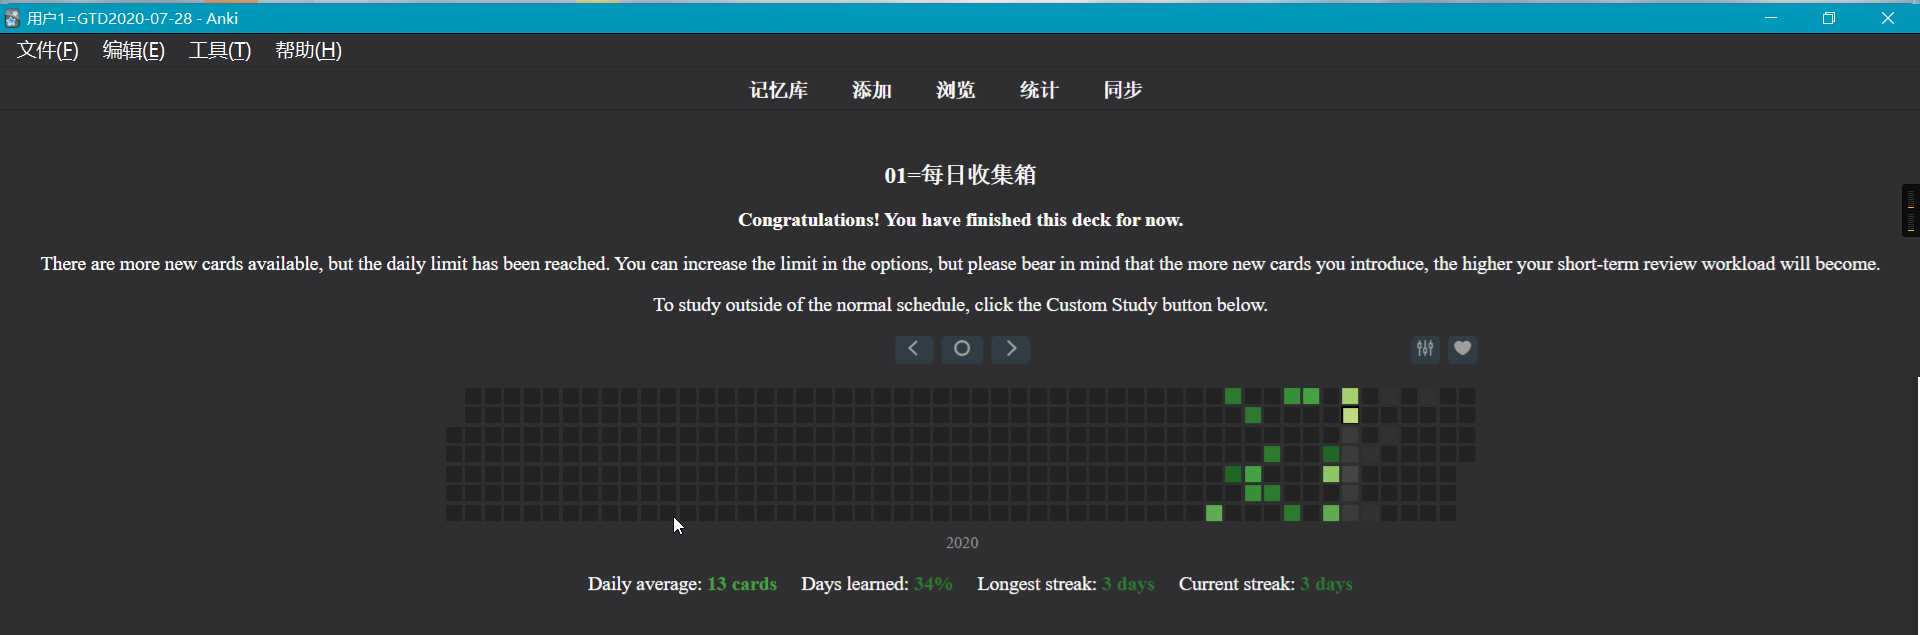 用户1=GTD2020-07-28 - Anki
文件(F) 编辑(E) 工具(T) 帮助(H)
记忆库 添加 浏览 统计 同步
01=每日收集箱
Congratulations! You have finished this deck for now.
There are more new cards available, but the daily limit has been reached. You can increase the limit in the options, but please bear in mind that the more new cards you introduce, the higher your short-term review workload will become.
To study outside of the normal schedule, click the Custom Study button below.
2020
Daily average: 13 cards Days learned: 34% Longest streak: 3 days Current streak: 3 days